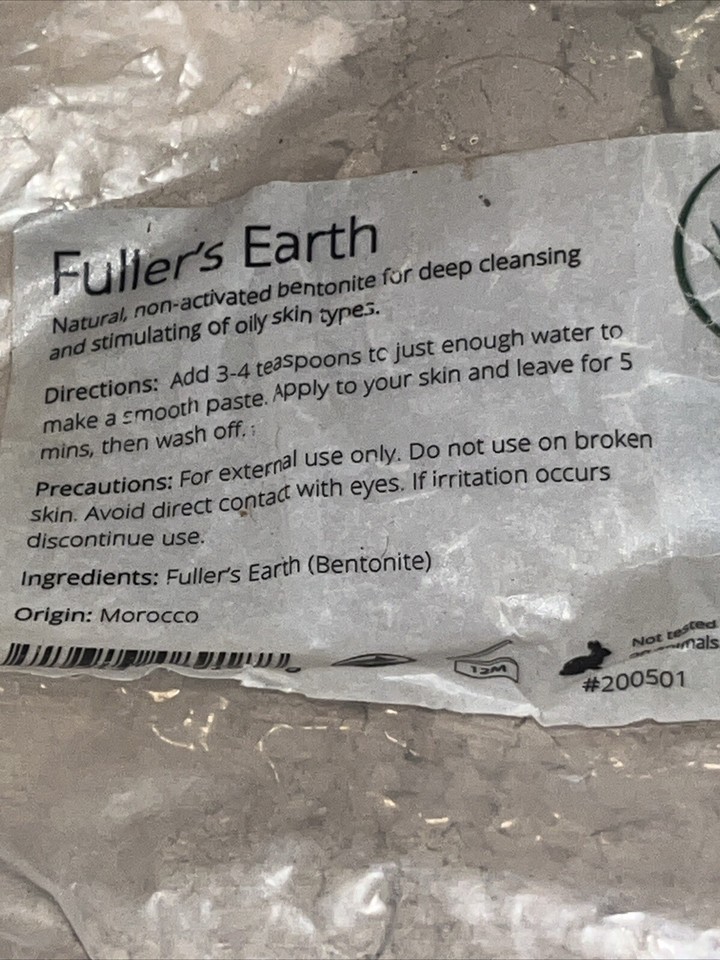 Fuller's Earth
Natural, non-activated bentonite for deep cleansing
and stimulating of oily skin types.
Directions: Add 3-4 teaspoons to just enough water to
make a smooth paste. Apply to your skin and leave for 5
mins, then wash off.
Precautions: For external use only. Do not use on broken
skin. Avoid direct contact with eyes. If irritation occurs
discontinue use.
Ingredients: Fuller's Earth (Bentonite)
Origin: Morocco
12M
Not tested
on animals
#200501